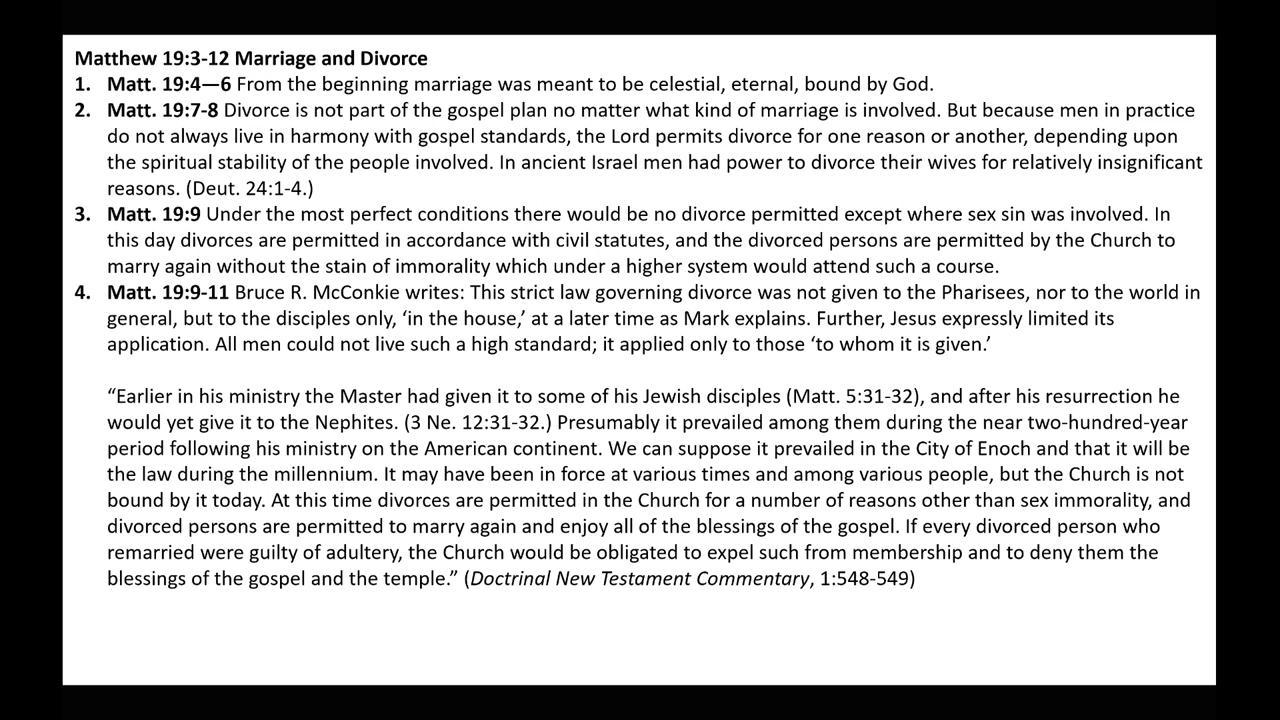 Matthew 19:3-12 Marriage and Divorce
1. Matt. 19:4—6 From the beginning marriage was meant to be celestial, eternal, bound by God.
2. Matt. 19:7-8 Divorce is not part of the gospel plan no matter what kind of marriage is involved. But because men in practice
do not always live in harmony with gospel standards, the Lord permits divorce for one reason or another, depending upon
the spiritual stability of the people involved. In ancient Israel men had power to divorce their wives for relatively insignificant
reasons. (Deut. 24:1-4.)
3. Matt. 19:9 Under the most perfect conditions there would be no divorce permitted except where sex sin was involved. In
this day divorces are permitted in accordance with civil statutes, and the divorced persons are permitted by the Church to
marry again without the stain of immorality which under a higher system would attend such a course.
4. Matt. 19:9-11 Bruce R. McConkie writes: This strict law governing divorce was not given to the Pharisees, nor to the world in
general, but to the disciples only, ‘in the house,’ at a later time as Mark explains. Further, Jesus expressly limited its
application. All men could not live such a high standard; it applied only to those ‘to whom it is given.’
“Earlier in his ministry the Master had given it to some of his Jewish disciples (Matt. 5:31-32), and after his resurrection he
would yet give it to the Nephites. (3 Ne. 12:31-32.) Presumably it prevailed among them during the near two-hundred-year
period following his ministry on the American continent. We can suppose it prevailed in the City of Enoch and that it will be
the law during the millennium. It may have been in force at various times and among various people, but the Church is not
bound by it today. At this time divorces are permitted in the Church for a number of reasons other than sex immorality, and
divorced persons are permitted to marry again and enjoy all of the blessings of the gospel. If every divorced person who
remarried were guilty of adultery, the Church would be obligated to expel such from membership and to deny them the
blessings of the gospel and the temple.” (Doctrinal New Testament Commentary, 1:548-549)